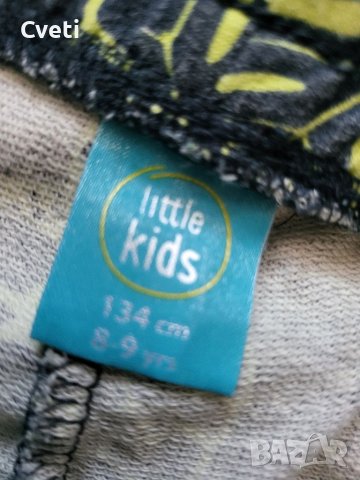 Cveti
little
kids
134 cm
8-9 yrs
BAZAR